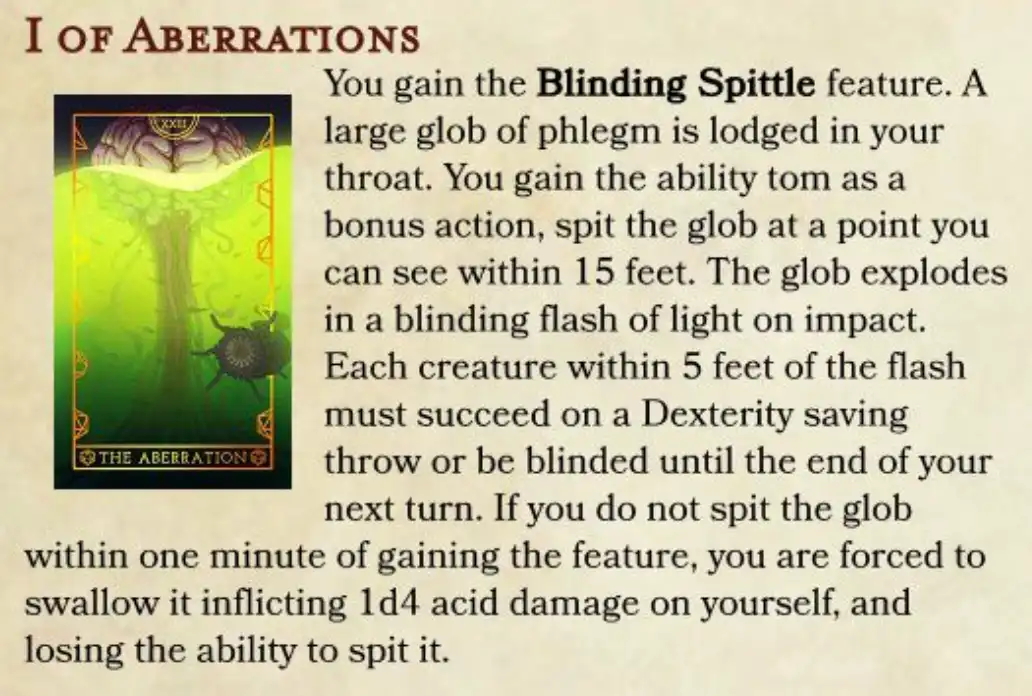 I of Aberrations
You gain the Blinding Spittle feature. A
large glob of phlegm is lodged in your
throat. You gain the ability tom as a
bonus action, spit the glob at a point you
can see within 15 feet. The glob explodes
in a blinding flash of light on impact.
Each creature within 5 feet of the flash
must succeed on a Dexterity saving
throw or be blinded until the end of your
next turn. If you do not spit the glob
within one minute of gaining the feature, you are forced to
swallow it inflicting 1d4 acid damage on yourself, and
losing the ability to spit it.
XXII
THE ABERRATION